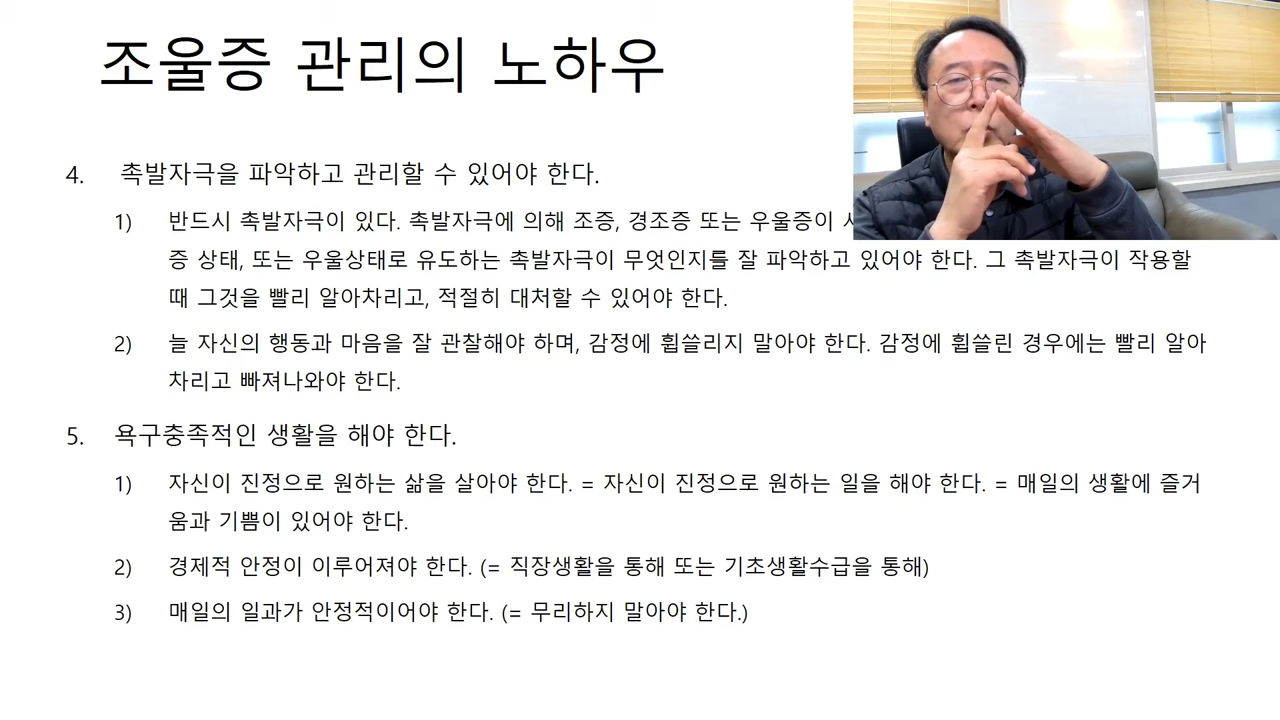 조울증 관리의 노하우
4. 촉발자극을 파악하고 관리할 수 있어야 한다.
1) 반드시 촉발자극이 있다. 촉발자극에 의해 조증, 경조증 또는 우울증이
증 상태, 또는 우울상태로 유도하는 촉발자극이 무엇인지를 잘 파악하고 있어야 한다. 그 촉발자극이 작용할
때 그것을 빨리 알아차리고, 적절히 대처할 수 있어야 한다.
2) 늘 자신의 행동과 마음을 잘 관찰해야 하며, 감정에 휩쓸리지 말아야 한다. 감정에 휩쓸린 경우에는 빨리 알아
차리고 빠져나와야 한다.
5. 욕구충족적인 생활을 해야 한다.
1) 자신이 진정으로 원하는 삶을 살아야 한다. = 자신이 진정으로 원하는 일을 해야 한다. = 매일의 생활에 즐거
움과 기쁨이 있어야 한다.
2) 경제적 안정이 이루어져야 한다. (= 직장생활을 통해 또는 기초생활수급을 통해)
3) 매일의 일과가 안정적이어야 한다. (= 무리하지 말아야 한다.)